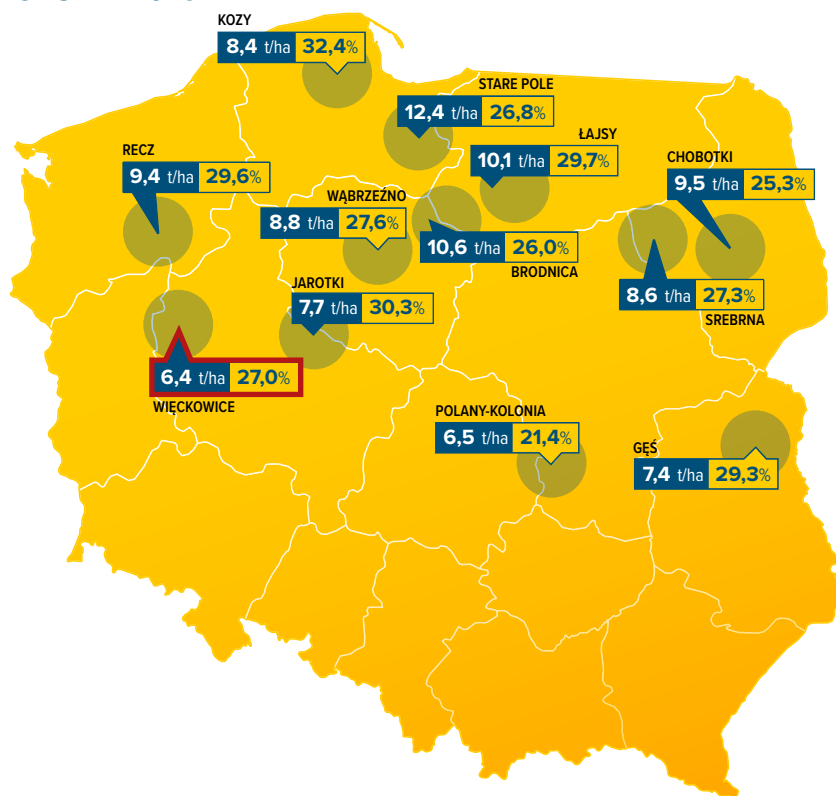 KOZY
8,4 t/ha 32,4%
STARE POLE
12,4 t/ha 26,8%
ŁAJSY
10,1 t/ha 29,7%
RECZ
9,4 t/ha 29,6%
CHOBOTKI
9,5 t/ha 25,3%
WĄBRZEŹNO
8,8 t/ha 27,6%
10,6 t/ha 26,0%
BRODNICA
JAROTKI
7,7 t/ha 30,3%
8,6 t/ha 27,3%
SREBRNA
6,4 t/ha 27,0%
WIĘCKOWICE
POLANY-KOLONIA
6,5 t/ha 21,4%
GĘŚ
7,4 t/ha 29,3%